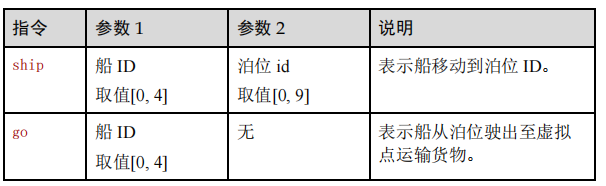 指令 参数 1 参数 2 说明
ship 船 ID 泊位 id 表示船移动到泊位 ID。
取值[0, 4] 取值[0, 9]
go 船 ID 无 表示船从泊位驶出至虚拟
取值[0, 4] 点运输货物。